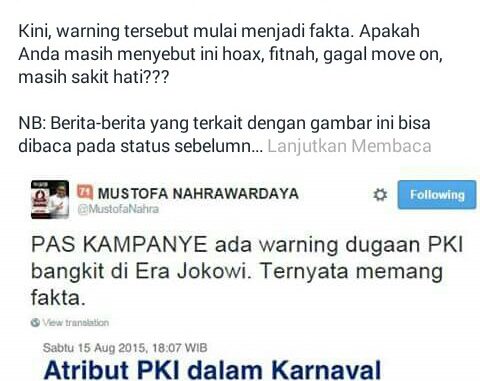 Kini, warning tersebut mulai menjadi fakta. Apakah
Anda masih menyebut ini hoax, fitnah, gagal move on,
masih sakit hati???
NB: Berita-berita yang terkait dengan gambar ini bisa
dibaca pada status sebelumn... Lanjutkan Membaca
71 MUSTOFA NAHRAWARDAYA
@MustofaNahra
Following
PAS KAMPANYE ada warning dugaan PKI
bangkit di Era Jokowi. Ternyata memang
fakta.
View translation
Sabtu 15 Aug 2015, 18:07 WIB
Atribut PKI dalam Karnaval